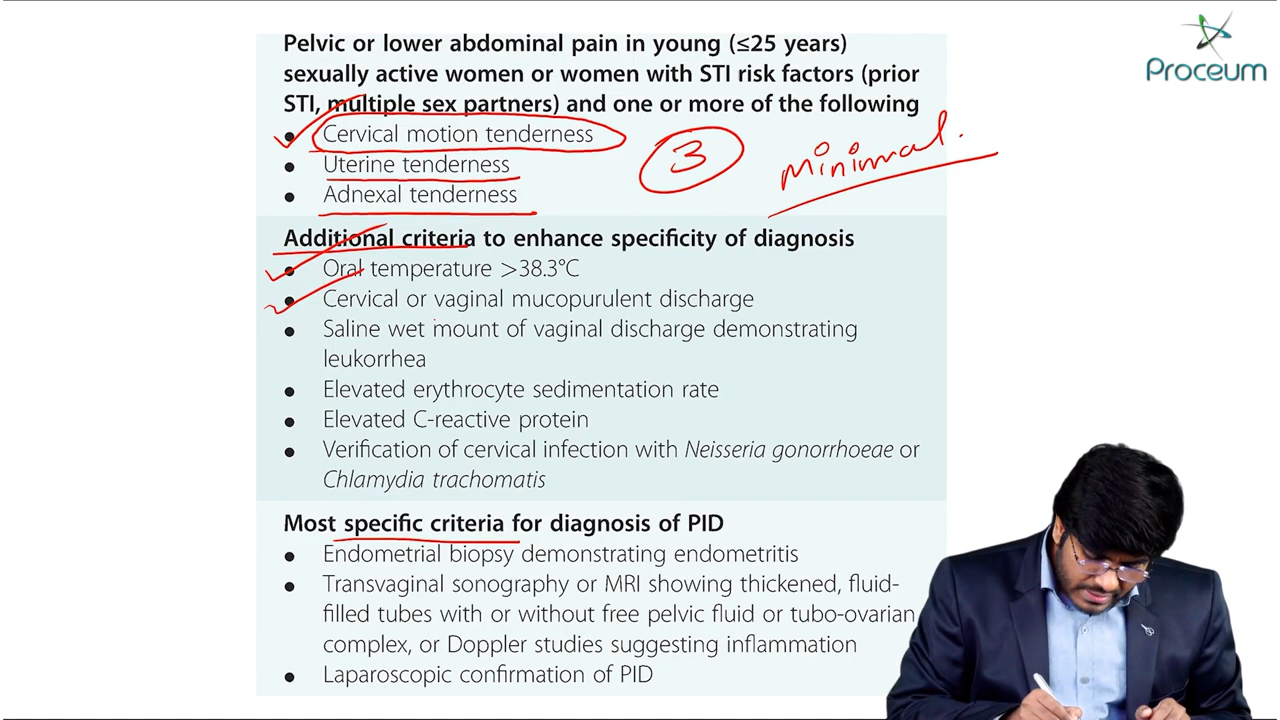 Proceum
Pelvic or lower abdominal pain in young (≤25 years)
sexually active women or women with STI risk factors (prior
STI, multiple sex partners) and one or more of the following
• Cervical motion tenderness
• Uterine tenderness
• Adnexal tenderness
3
minimal.
Additional criteria to enhance specificity of diagnosis
• Oral temperature >38.3°C
• Cervical or vaginal mucopurulent discharge
• Saline wet mount of vaginal discharge demonstrating
leukorrhea
• Elevated erythrocyte sedimentation rate
• Elevated C-reactive protein
• Verification of cervical infection with Neisseria gonorrhoeae or
Chlamydia trachomatis
Most specific criteria for diagnosis of PID
• Endometrial biopsy demonstrating endometritis
• Transvaginal sonography or MRI showing thickened, fluid-
filled tubes with or without free pelvic fluid or tubo-ovarian
complex, or Doppler studies suggesting inflammation
• Laparoscopic confirmation of PID